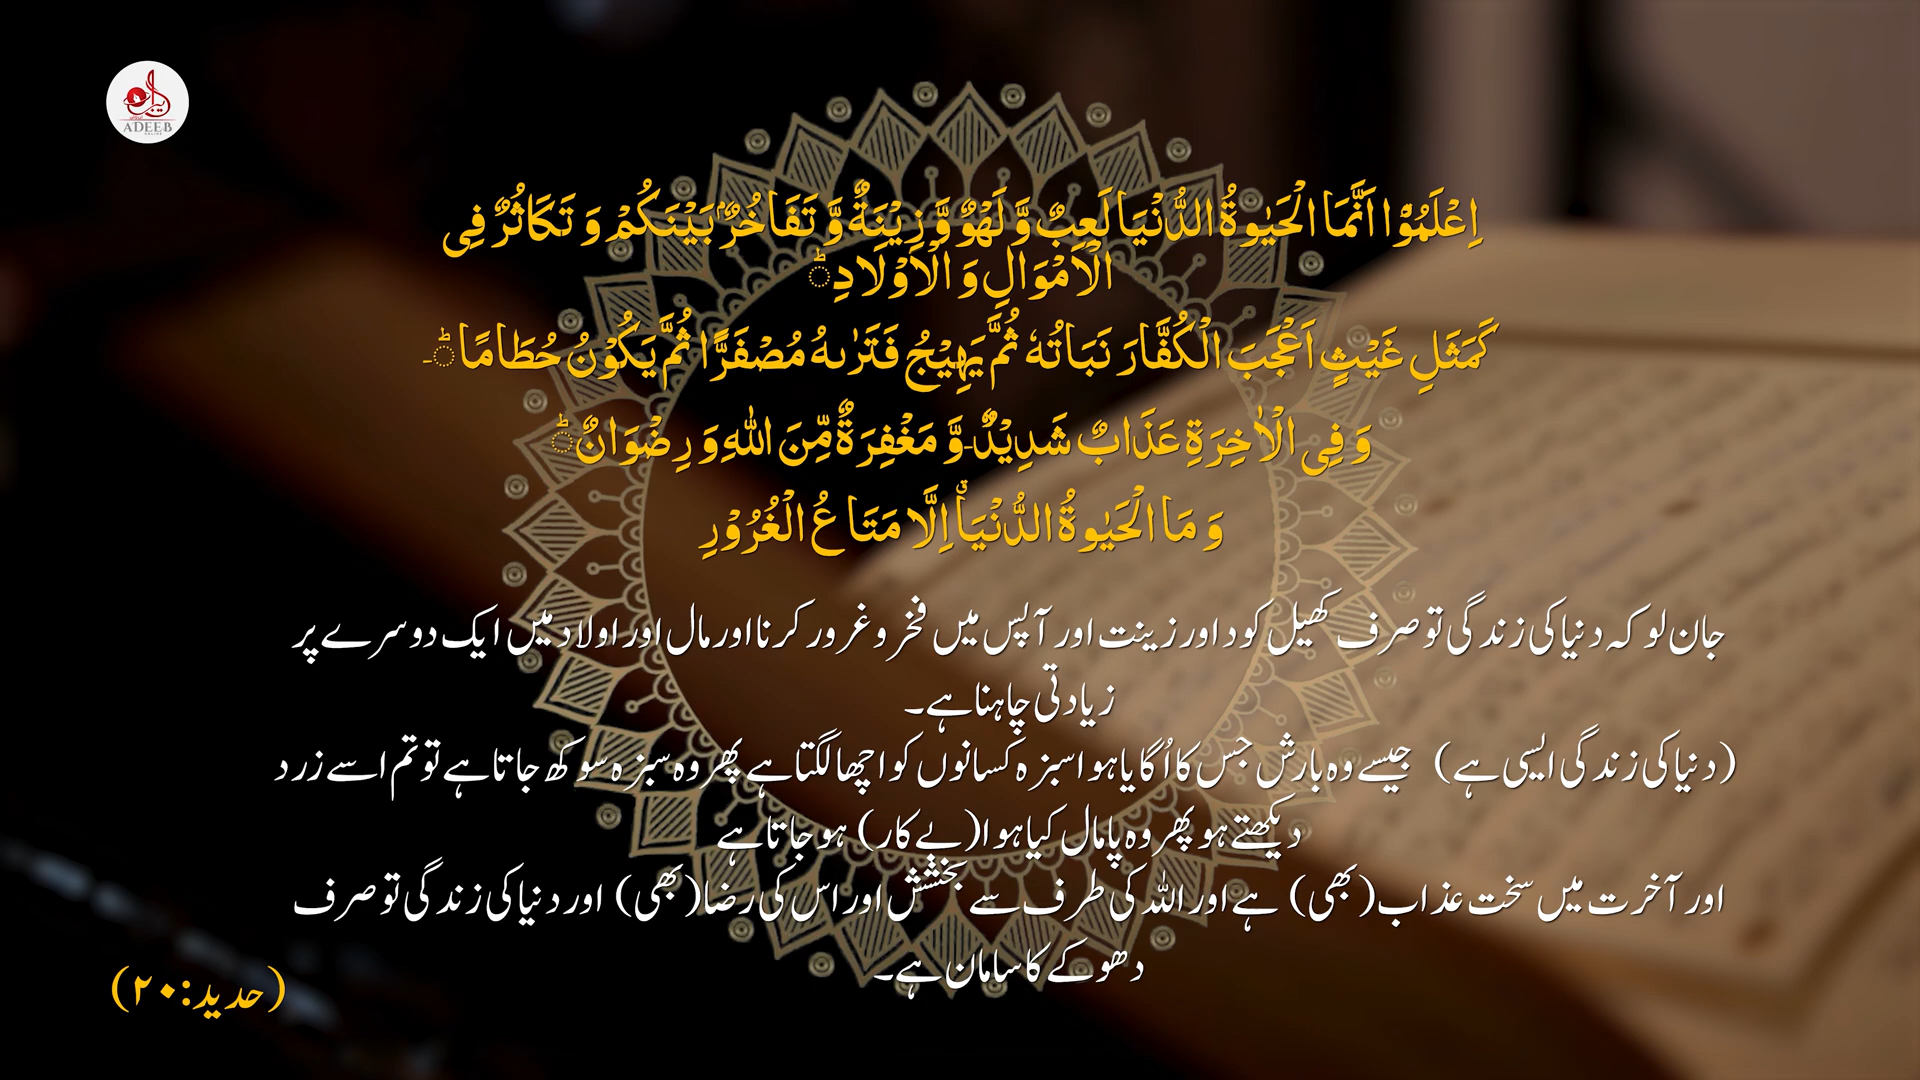 ADEEB
اِعْلَمُوْۤا اَنَّمَا الْحَیٰوةُ الدُّنْیَا لَعِبٌ وَّ لَهْوٌ وَّ زِیْنَةٌ وَّ تَفَاخُرٌۢ بَیْنَكُمْ وَ تَكَاثُرٌ فِی
الْاَمْوَالِ وَ الْاَوْلَادِؕ
كَمَثَلِ غَیْثٍ اَعْجَبَ الْكُفَّارَ نَبَاتُهٗ ثُمَّ یَهِیْجُ فَتَرٰىهُ مُصْفَرًّا ثُمَّ یَكُوْنُ حُطَامًاؕ-
وَ فِی الْاٰخِرَةِ عَذَابٌ شَدِیْدٌۙ-وَّ مَغْفِرَةٌ مِّنَ اللّٰهِ وَ رِضْوَانٌؕ
وَ مَا الْحَیٰوةُ الدُّنْیَاۤ اِلَّا مَتَاعُ الْغُرُوْرِ
جان لو کہ دنیا کی زندگی تو صرف کھیل کود اور زینت اور آپس میں فخر و غرور کرنا اور مال اور اولاد میں ایک دوسرے پر
زیادتی چاہنا ہے۔
(دنیا کی زندگی ایسی ہے) جیسے وہ بارش جس کا اُگایا ہوا سبزہ کسانوں کو اچھا لگتا ہے پھر وہ سبزہ سوکھ جاتا ہے تو تم اسے زرد
دیکھتے ہو پھر وہ پامال کیا ہوا (بے کار) ہو جاتا ہے
اور آخرت میں سخت عذاب (بھی) ہے اور اللہ کی طرف سے بخشش اور اس کی رضا (بھی) اور دنیا کی زندگی تو صرف
دھوکے کا سامان ہے۔
(حدید:۲۰)